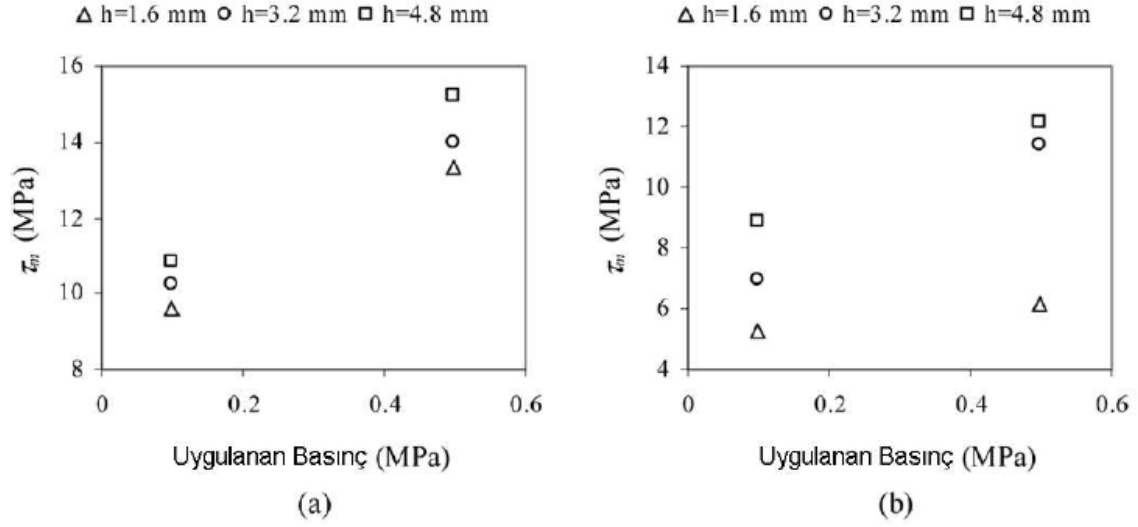 △ h=1.6 mm ○ h=3.2 mm □ h=4.8 mm
16
14
12
10
8
τm (MPa)
0 0.2 0.4 0.6
Uygulanan Basınç (MPa)
(a)
△ h=1.6 mm ○ h=3.2 mm □ h=4.8 mm
14
12
10
8
6
4
τm (MPa)
0 0.2 0.4 0.6
Uygulanan Basınç (MPa)
(b)